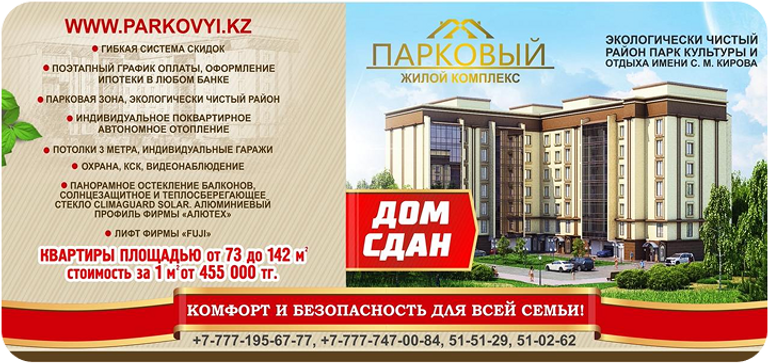 WWW.PARKOVYI.KZ
• ГИБКАЯ СИСТЕМА СКИДОК
• ПОЭТАПНЫЙ ГРАФИК ОПЛАТЫ, ОФОРМЛЕНИЕ
ИПОТЕКИ В ЛЮБОМ БАНКЕ
• ПАРКОВАЯ ЗОНА, ЭКОЛОГИЧЕСКИ ЧИСТЫЙ РАЙОН
• ИНДИВИДУАЛЬНОЕ ПОКВАРТИРНОЕ
АВТОНОМНОЕ ОТОПЛЕНИЕ
• ПОТОЛКИ 3 МЕТРА, ИНДИВИДУАЛЬНЫЕ ГАРАЖИ
• ОХРАНА, КСК, ВИДЕОНАБЛЮДЕНИЕ
• ПАНОРАМНОЕ ОСТЕКЛЕНИЕ БАЛКОНОВ,
СОЛНЦЕЗАЩИТНОЕ И ТЕПЛОСБЕРЕГАЮЩЕЕ,
СТЕКЛО CLIMAGUARD SOLAR. АЛЮМИНИЕВЫЙ
ПРОФИЛЬ ФИРМЫ «АЛЮТЕХ»
• ЛИФТ ФИРМЫ «FUJI»
КВАРТИРЫ ПЛОЩАДЬЮ от 73 до 142 м²
стоимость за 1 м² от 455 000 тг.
ПАРКОВЫЙ
ЖИЛОЙ КОМПЛЕКС
ЭКОЛОГИЧЕСКИ ЧИСТЫЙ
РАЙОН ПАРК КУЛЬТУРЫ И
ОТДЫХА ИМЕНИ С. М. КИРОВА
ДОМ
СДАН
КОМФОРТ И БЕЗОПАСНОСТЬ ДЛЯ ВСЕЙ СЕМЬИ!
+7-777-195-67-77, +7-777-747-00-84, 51-51-29, 51-02-62